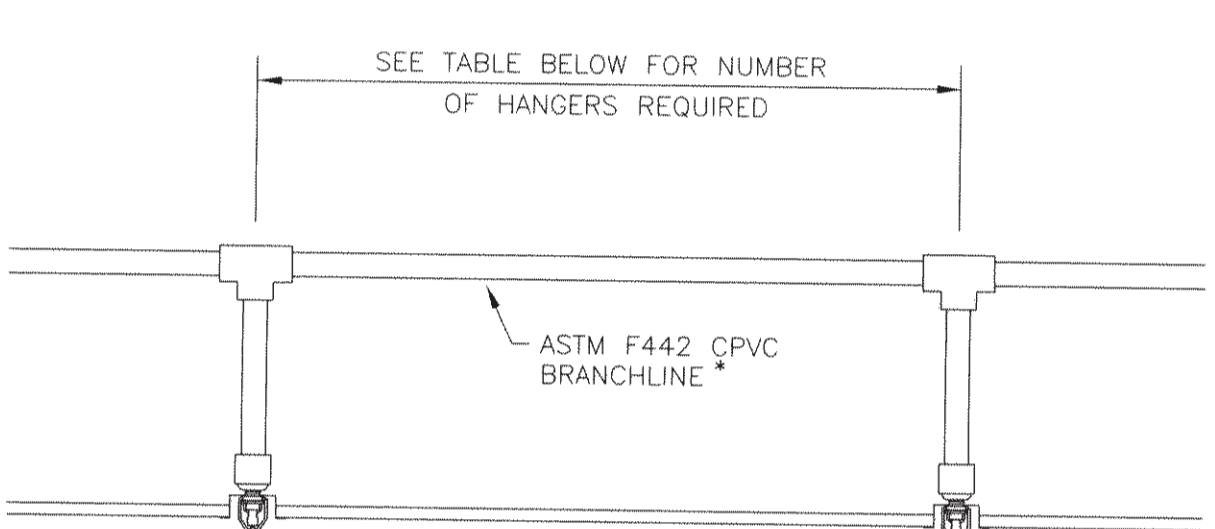 SEE TABLE BELOW FOR NUMBER
OF HANGERS REQUIRED
ASTM F442 CPVC
BRANCHLINE *